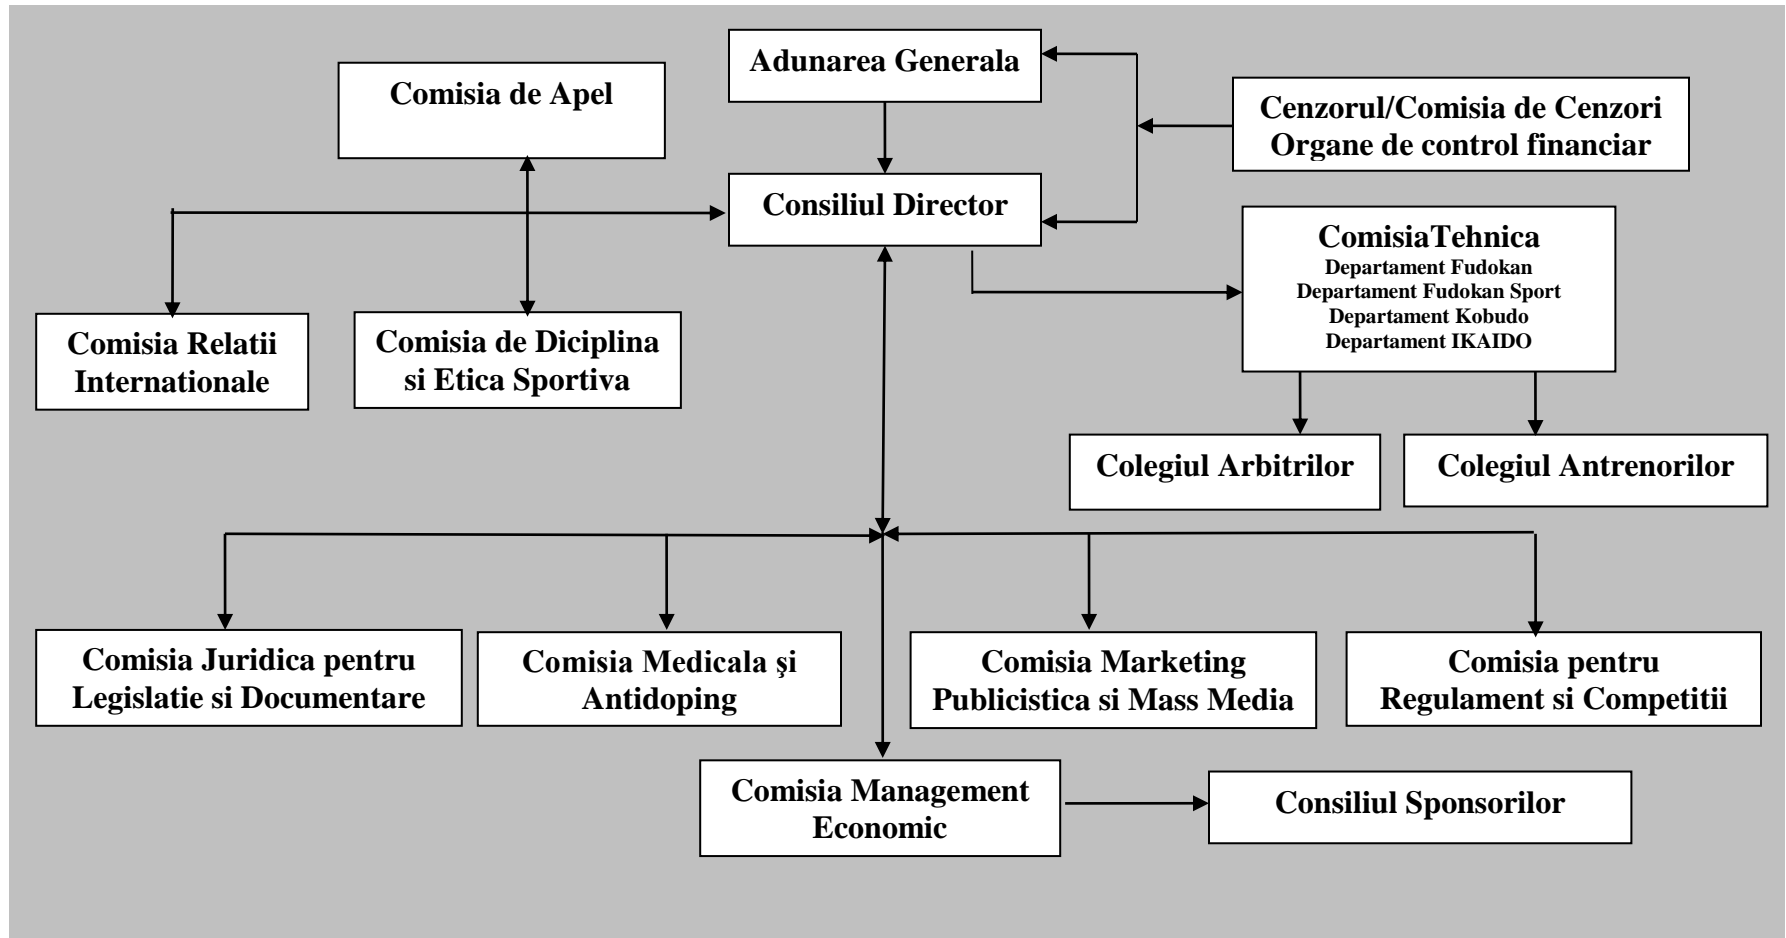 Adunarea Generala
Comisia de Apel
Cenzorul/Comisia de Cenzori
Organe de control financiar
Consiliul Director
ComisiaTehnica
Departament Fudokan
Departament Fudokan Sport
Departament Kobudo
Departament IKAIDO
Comisia Relatii
Internationale
Comisia de Diciplina
si Etica Sportiva
Colegiul Arbitrilor
Colegiul Antrenorilor
Comisia Juridica pentru
Legislatie si Documentare
Comisia Medicala şi
Antidoping
Comisia Marketing
Publicistica si Mass Media
Comisia pentru
Regulament si Competitii
Comisia Management
Economic
Consiliul Sponsorilor